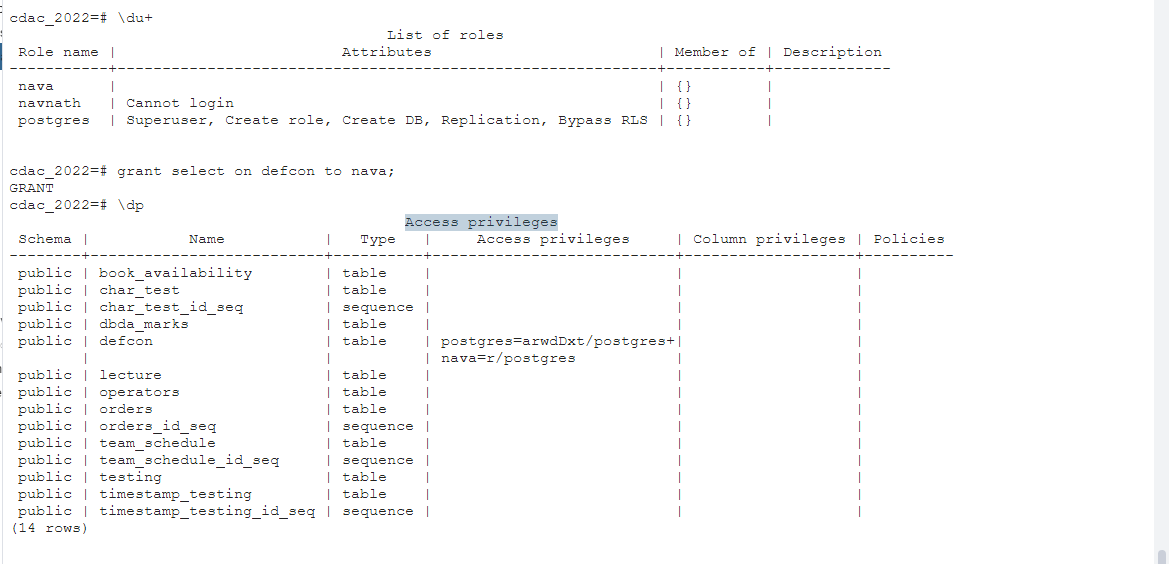 cdac_2022=# \du+
List of roles
Role name | Attributes | Member of | Description
-----------+------------------------------------------------------------+-----------+-------------
nava | | {} |
navnath | Cannot login | {} |
postgres | Superuser, Create role, Create DB, Replication, Bypass RLS | {} |
cdac_2022=# grant select on defcon to nava;
GRANT
cdac_2022=# \dp
Access privileges
Schema | Name | Type | Access privileges | Column privileges | Policies
--------+--------------------------+----------+---------------------------+-------------------+----------
public | book_availability | table | | |
public | char_test | table | | |
public | char_test_id_seq | sequence | | |
public | dbda_marks | table | | |
public | defcon | table | postgres=arwdDxt/postgres+| |
| | | nava=r/postgres | |
public | lecture | table | | |
public | operators | table | | |
public | orders | table | | |
public | orders_id_seq | sequence | | |
public | team_schedule | table | | |
public | team_schedule_id_seq | sequence | | |
public | testing | table | | |
public | timestamp_testing | table | | |
public | timestamp_testing_id_seq | sequence | | |
(14 rows)